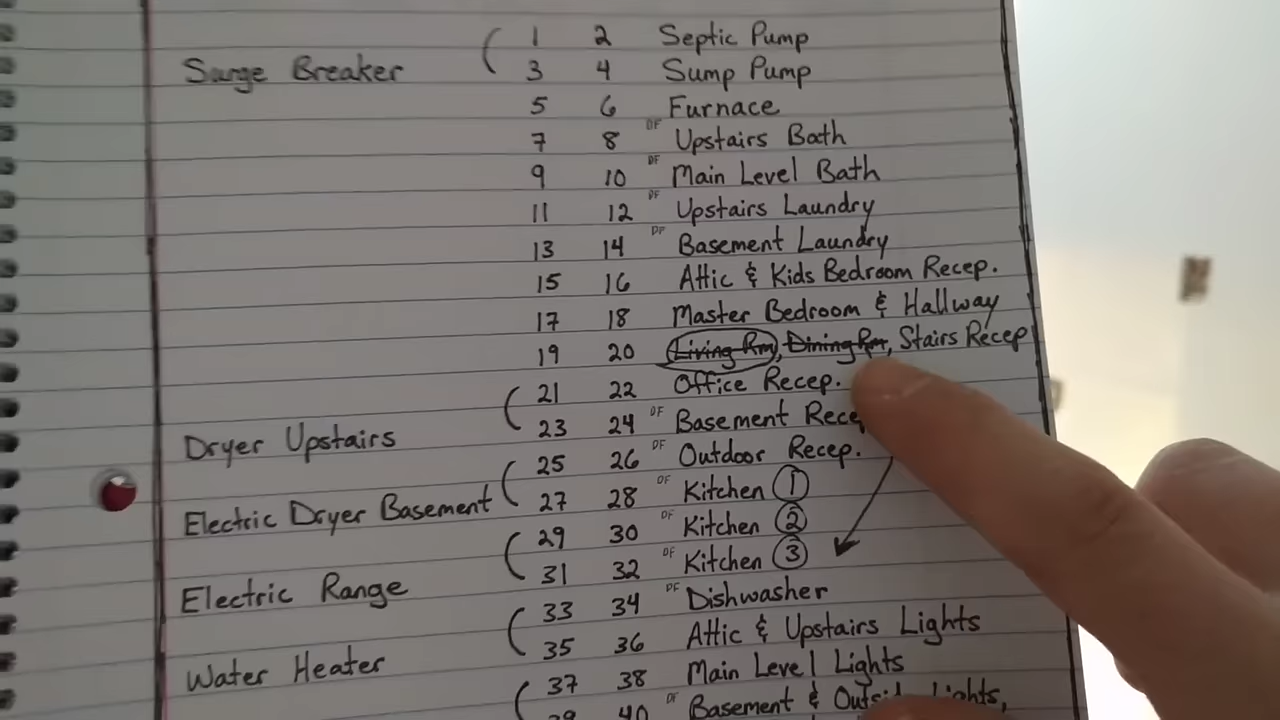 1 2 Septic Pump
Surge Breaker ( 3 4 Sump Pump
5 6 Furnace
7 8 DF Upstairs Bath
9 10 DF Main Level Bath
11 12 DF Upstairs Laundry
13 14 DF Basement Laundry
15 16 Attic & Kids Bedroom Recep.
17 18 Master Bedroom & Hallway
19 20 Living Rm, Dining Rm, Stairs Recep
21 22 Office Recep.
Dryer Upstairs ( 23 24 DF Basement
25 26 DF Outdoor Recep.
Electric Dryer Basement ( 27 28 DF Kitchen ①
29 30 DF Kitchen ②
Electric Range ( 31 32 DF Kitchen ③
33 34 DF Dishwasher
Water Heater ( 35 36 Attic & Upstairs Lights
37 38 Main Level Lights
40 DF Basement & Lights,